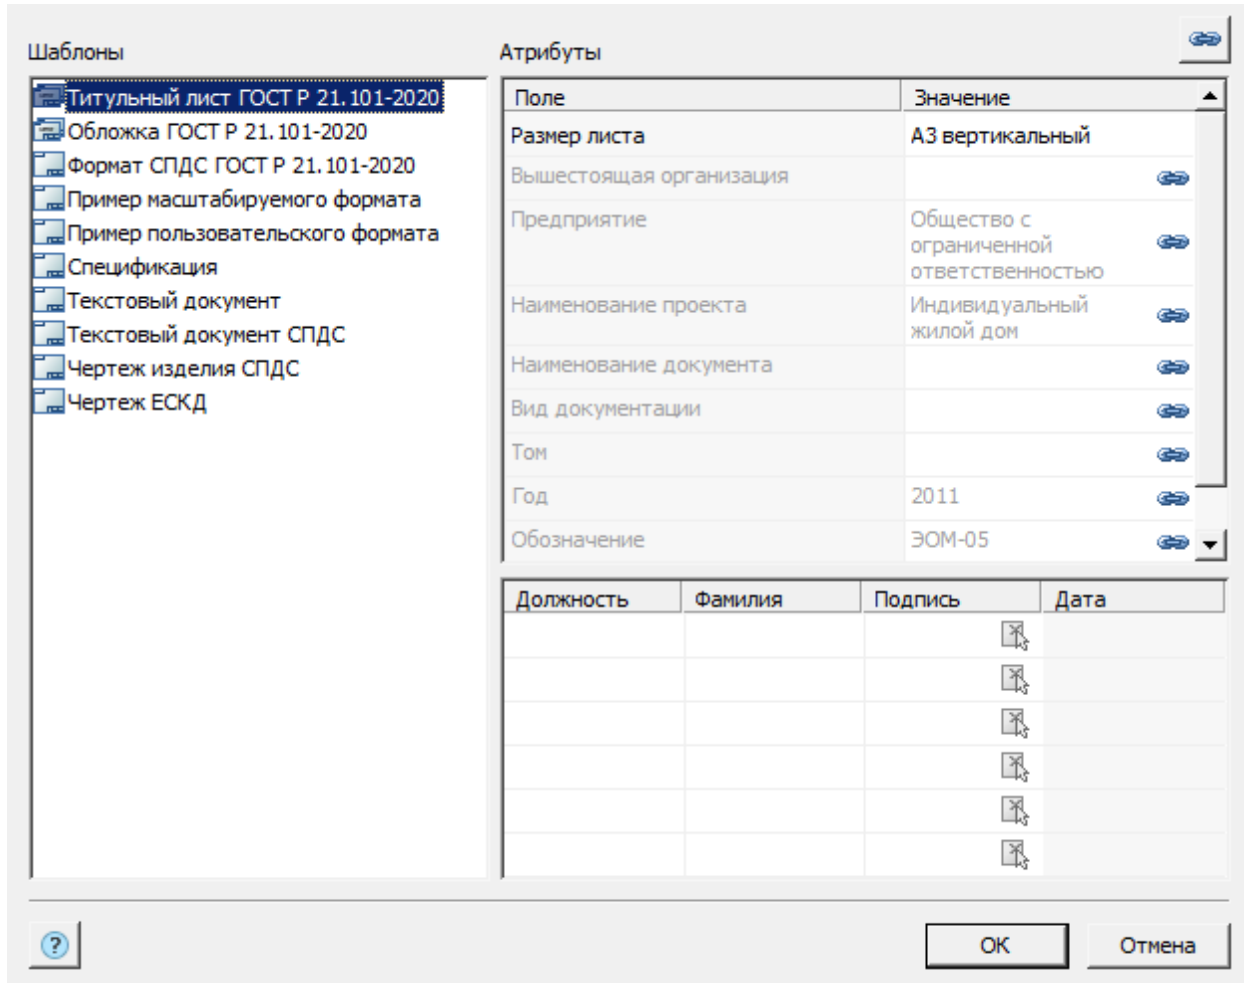 Шаблоны
Титульный лист ГОСТ Р 21.101-2020
Обложка ГОСТ Р 21.101-2020
Формат СПДС ГОСТ Р 21.101-2020
Пример масштабируемого формата
Пример пользовательского формата
Спецификация
Текстовый документ
Текстовый документ СПДС
Чертеж изделия СПДС
Чертеж ЕСКД
Атрибуты
Поле Значение
Размер листа А3 вертикальный
Вышестоящая организация
Предприятие Общество с
ограниченной
ответственностью
Наименование проекта Индивидуальный
жилой дом
Наименование документа
Вид документации
Том
Год 2011
Обозначение ЭОМ-05
Должность Фамилия Подпись Дата
?
ОК Отмена